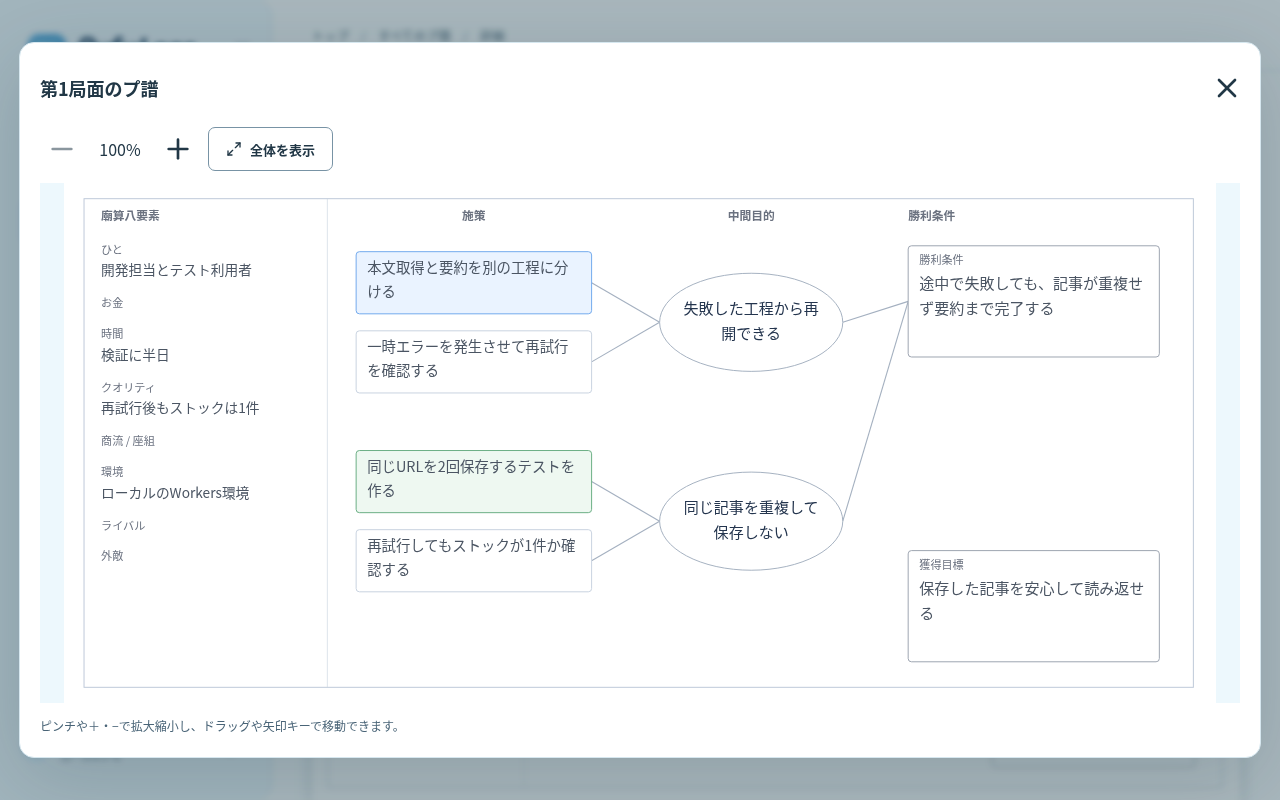 第1局面のプ譜
100%
全体を表示
廟算八要素
施策
中間目的
勝利条件
ひと
開発担当とテスト利用者
お金
時間
検証に半日
クオリティ
再試行後もストックは1件
商流 / 座組
環境
ローカルのWorkers環境
ライバル
外敵
本文取得と要約を別の工程に分
ける
一時エラーを発生させて再試行
を確認する
同じURLを2回保存するテストを
作る
再試行してもストックが1件か確
認する
失敗した工程から再
開できる
同じ記事を重複して
保存しない
勝利条件
途中で失敗しても、記事が重複せ
ず要約まで完了する
獲得目標
保存した記事を安心して読み返せ
る
ピンチや＋・−で拡大縮小し、ドラッグや矢印キーで移動できます。